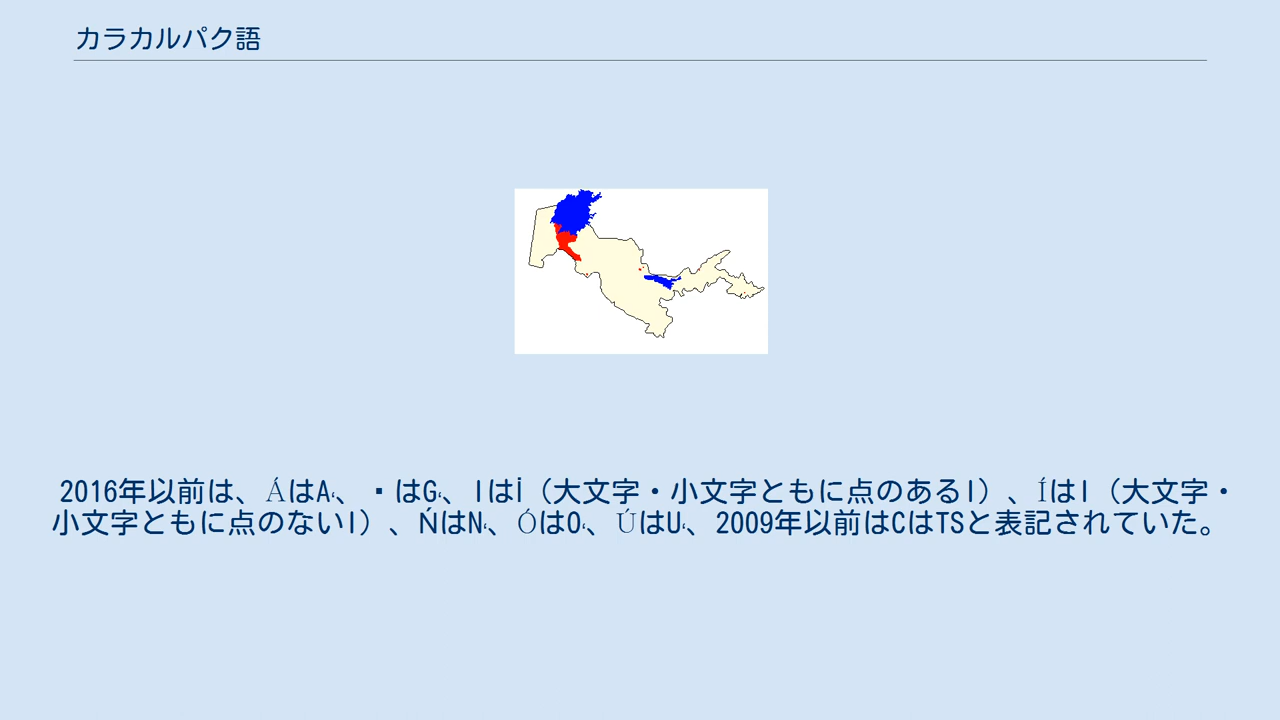 カラカルパク語
2016年以前は、ÁはAʻ、▪はGʻ、Iはİ（大文字・小文字ともに点のあるI）、ÍはI（大文字・
小文字ともに点のないI）、ŃはNʻ、ÓはOʻ、ÚはUʻ、2009年以前はCはTSと表記されていた。